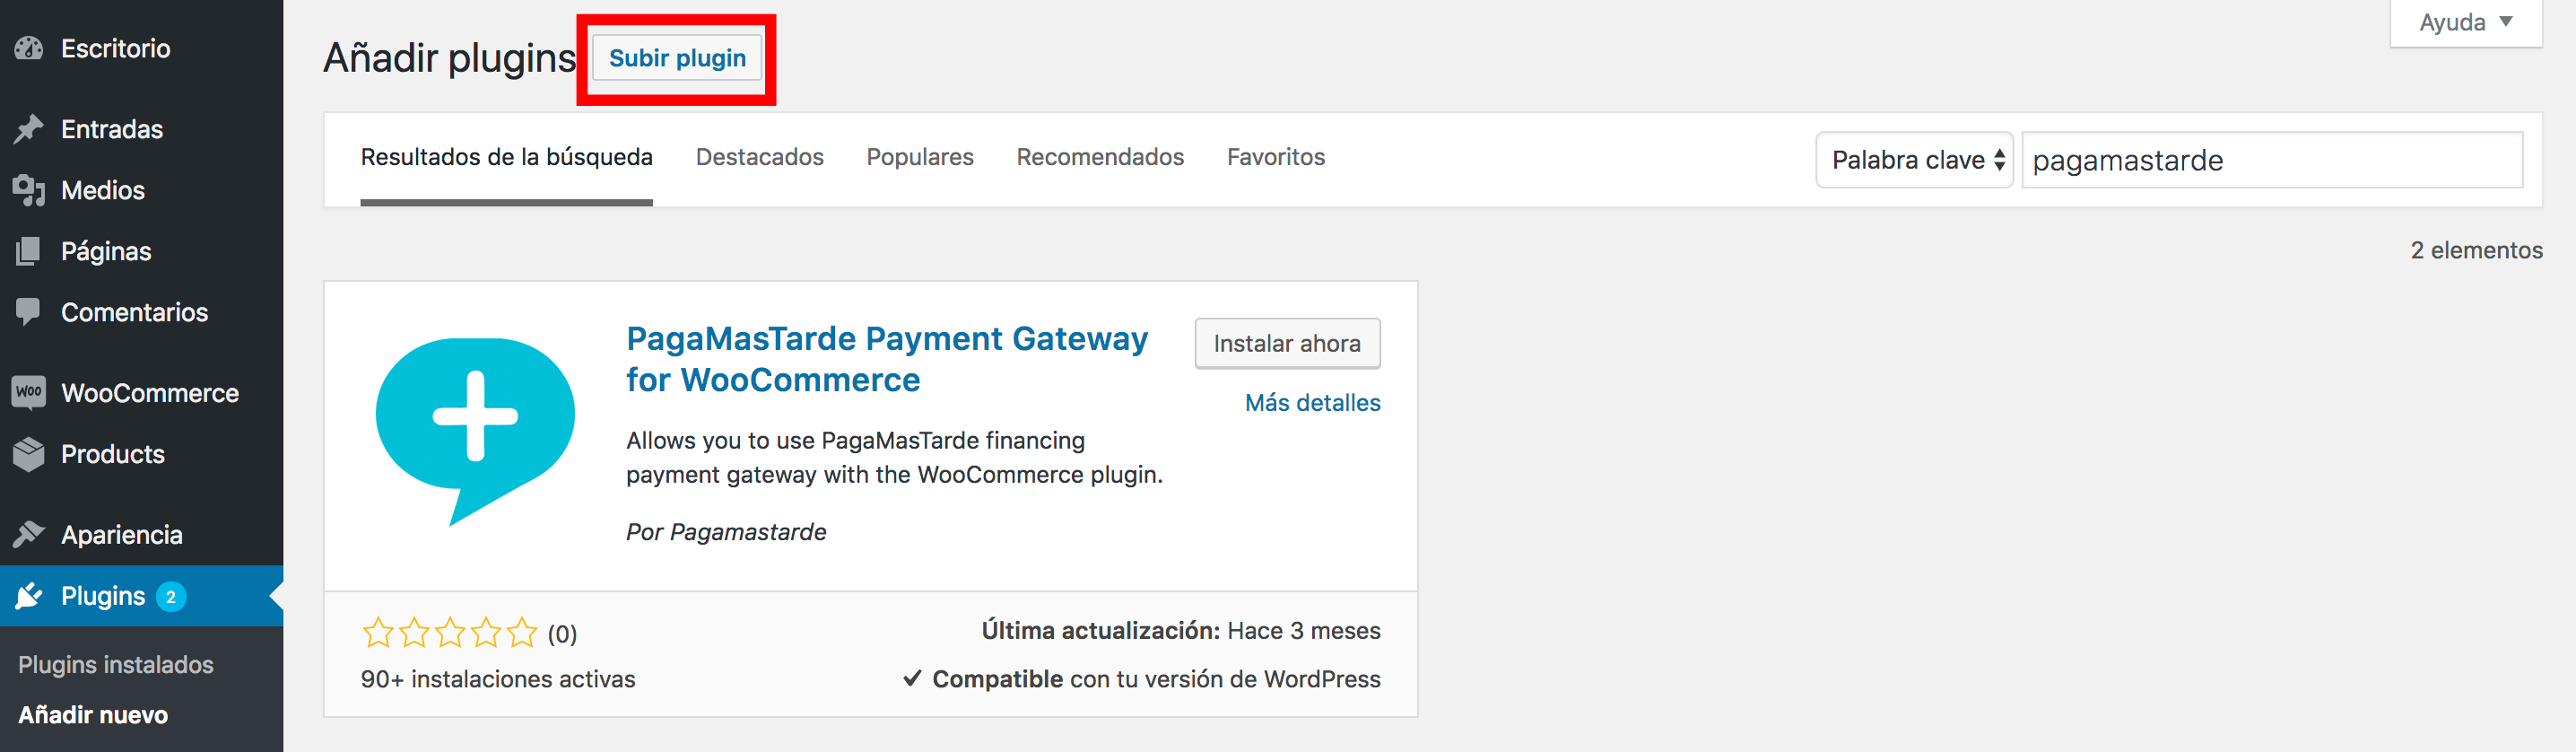 Escritorio
Entradas
Medios
Páginas
Comentarios
Woo WooCommerce
Products
Apariencia
Plugins 2
Plugins instalados
Añadir nuevo
Ayuda
Añadir plugins Subir plugin
Resultados de la búsqueda Destacados Populares Recomendados Favoritos Palabra clave pagamastarde
2 elementos
PagaMasTarde Payment Gateway
for WooCommerce
Instalar ahora
Más detalles
Allows you to use PagaMasTarde financing
payment gateway with the WooCommerce plugin.
Por Pagamastarde
(0)
90+ instalaciones activas
Última actualización: Hace 3 meses
Compatible con tu versión de WordPress